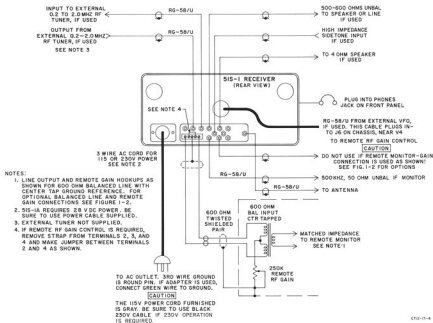 INPUT TO EXTERNAL
0.2 TO 2.0MHZ RF
TUNER, IF USED
RG-58/U
500-600 OHMS UNBAL
TO SPEAKER OR LINE
IF USED
OUTPUT FROM
EXTERNAL 0.2-2.0MHZ
RF TUNER, IF USED
SEE NOTE 3
RG-58/U
HIGH IMPEDANCE
SIDETONE INPUT
IF USED
TO 4 OHM SPEAKER
IF USED
51S-1 RECEIVER
(REAR VIEW)
SEE NOTE 4
PLUG INTO PHONES
JACK ON FRONT PANEL
RG-58/U FROM EXTERNAL VFO,
IF USED. THIS CABLE PLUGS IN-
TO J6 ON CHASSIS, NEAR V4
TO REMOTE RF GAIN CONTROL
CAUTION
DO NOT USE IF REMOTE MONITOR-GAIN
CONNECTION IS USED AS SHOWN!
SEE FIG.1-2 FOR OPTIONS
3 WIRE AC CORD FOR
115 OR 230V POWER
SEE NOTE 2
RG-58/U
500KHZ, 50 OHM UNBAL IF MONITOR
RG-58/U
TO ANTENNA
NOTES:
1. LINE OUTPUT AND REMOTE GAIN HOOKUPS AS
SHOWN FOR 600 OHM BALANCED LINE WITH
CENTER TAP GROUND REFERENCE. FOR
OPTIONAL BALANCED LINE AND REMOTE
GAIN CONNECTIONS SEE FIGURE 1-2.
2. 51S-1A REQUIRES 28 VDC POWER. BE
SURE TO USE POWER CABLE SUPPLIED.
3. EXTERNAL TUNER NOT SUPPLIED.
4. IF REMOTE RF GAIN CONTROL IS REQUIRED,
REMOVE STRAP FROM TERMINALS 2, 3, AND
4 AND MAKE JUMPER BETWEEN TERMINALS
2 AND 4 AS SHOWN.
600 OHM
TWISTED
SHIELDED
PAIR
600 OHM
BAL INPUT
CTR TAPPED
MATCHED IMPEDANCE
TO REMOTE MONITOR
SEE NOTE 1
250K
REMOTE
RF GAIN
TO AC OUTLET. 3RD WIRE GROUND
IS ROUND PIN. IF ADAPTER IS USED,
CONNECT GREEN WIRE TO GROUND.
CAUTION
THE 115V POWER CORD FURNISHED
IS GRAY. BE SURE TO USE BLACK
230V CABLE IF 230V OPERATION
IS REQUIRED.